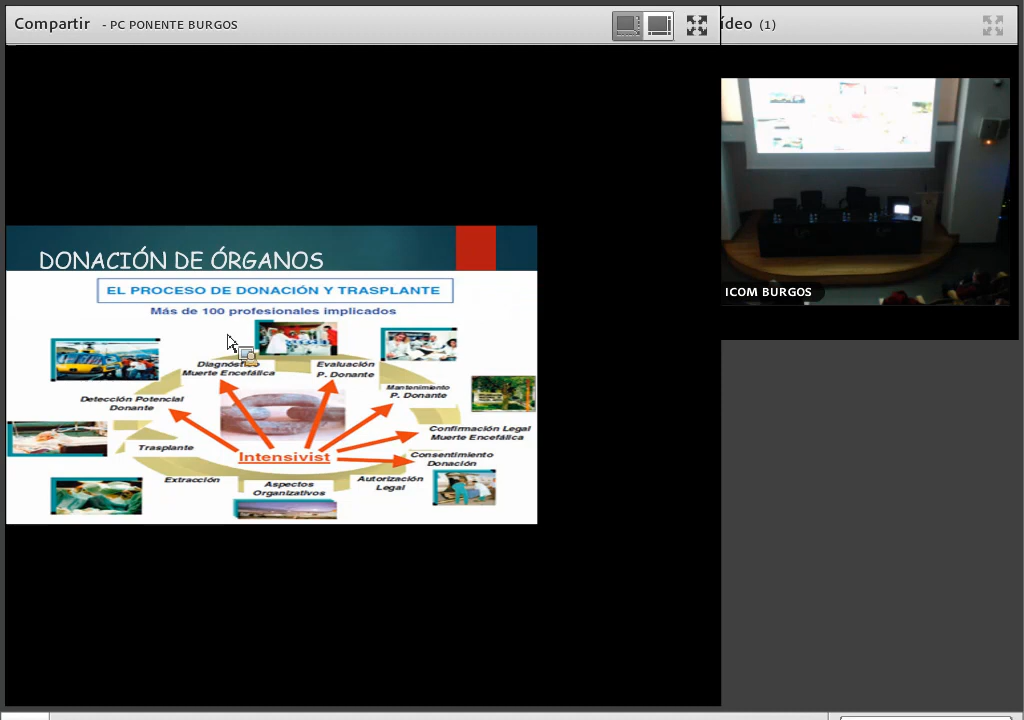 Compartir - PC PONENTE BURGOS
ídeo (1)
DONACIÓN DE ÓRGANOS
EL PROCESO DE DONACIÓN Y TRASPLANTE
Más de 100 profesionales implicados
Diagnóstico
Muerte Encefálica
Evaluación
P. Donante
Mantenimiento
P. Donante
Detección Potencial
Donante
Confirmación Legal
Muerte Encefálica
Trasplante
Intensivist
Consentimiento
Donación
Extracción
Aspectos
Organizativos
Autorización
Legal
ICOM BURGOS